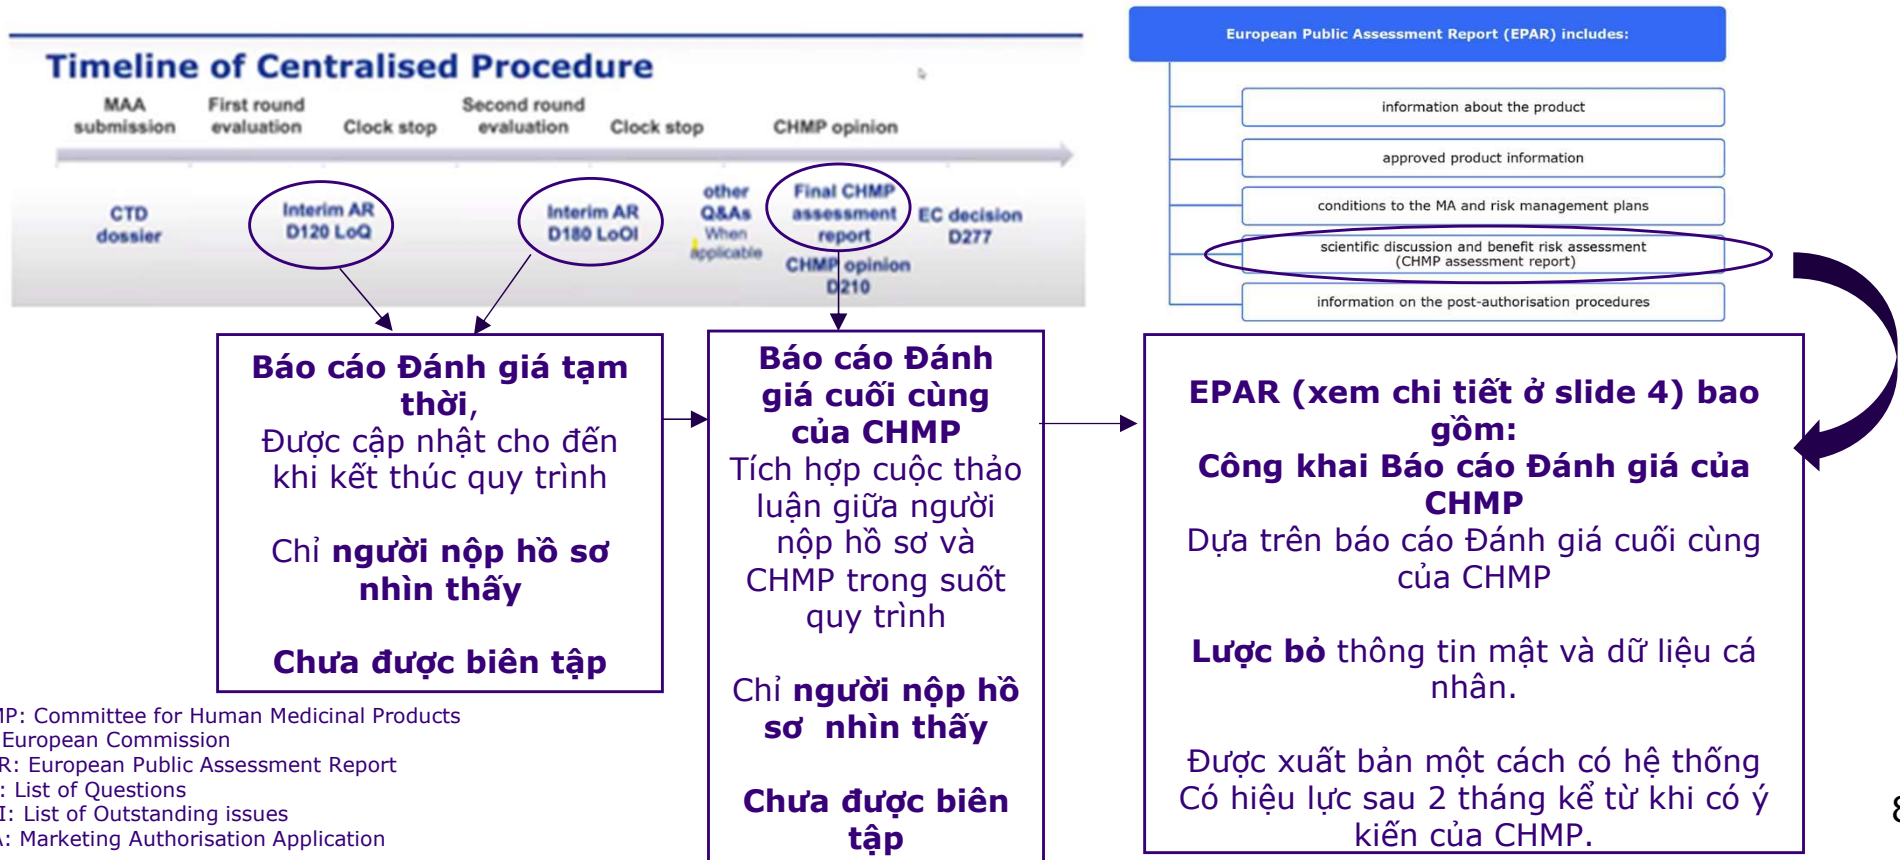 Timeline of Centralised Procedure
MAA
submission
First round
evaluation
Clock stop
Second round
evaluation
Clock stop
CHMP opinion
CTD
dossier
Interim AR
D120 LoQ
Interim AR
D180 LoOI
other
Q&As
When
applicable
Final CHMP
assessment
report
CHMP opinion
D210
EC decision
D277
European Public Assessment Report (EPAR) includes:
information about the product
approved product information
conditions to the MA and risk management plans
scientific discussion and benefit risk assessment
(CHMP assessment report)
information on the post-authorisation procedures
Báo cáo Đánh giá tạm
thời,
Được cập nhật cho đến
khi kết thúc quy trình
Chỉ người nộp hồ sơ
nhìn thấy
Chưa được biên tập
Báo cáo Đánh
giá cuối cùng
của CHMP
Tích hợp cuộc thảo
luận giữa người
nộp hồ sơ và
CHMP trong suốt
quy trình
Chỉ người nộp hồ
sơ nhìn thấy
Chưa được biên
tập
EPAR (xem chi tiết ở slide 4) bao
gồm:
Công khai Báo cáo Đánh giá của
CHMP
Dựa trên báo cáo Đánh giá cuối cùng
của CHMP
Lược bỏ thông tin mật và dữ liệu cá
nhân.
Được xuất bản một cách có hệ thống
Có hiệu lực sau 2 tháng kể từ khi có ý
kiến của CHMP.
MP: Committee for Human Medicinal Products
European Commission
R: European Public Assessment Report
: List of Questions
I: List of Outstanding issues
: Marketing Authorisation Application